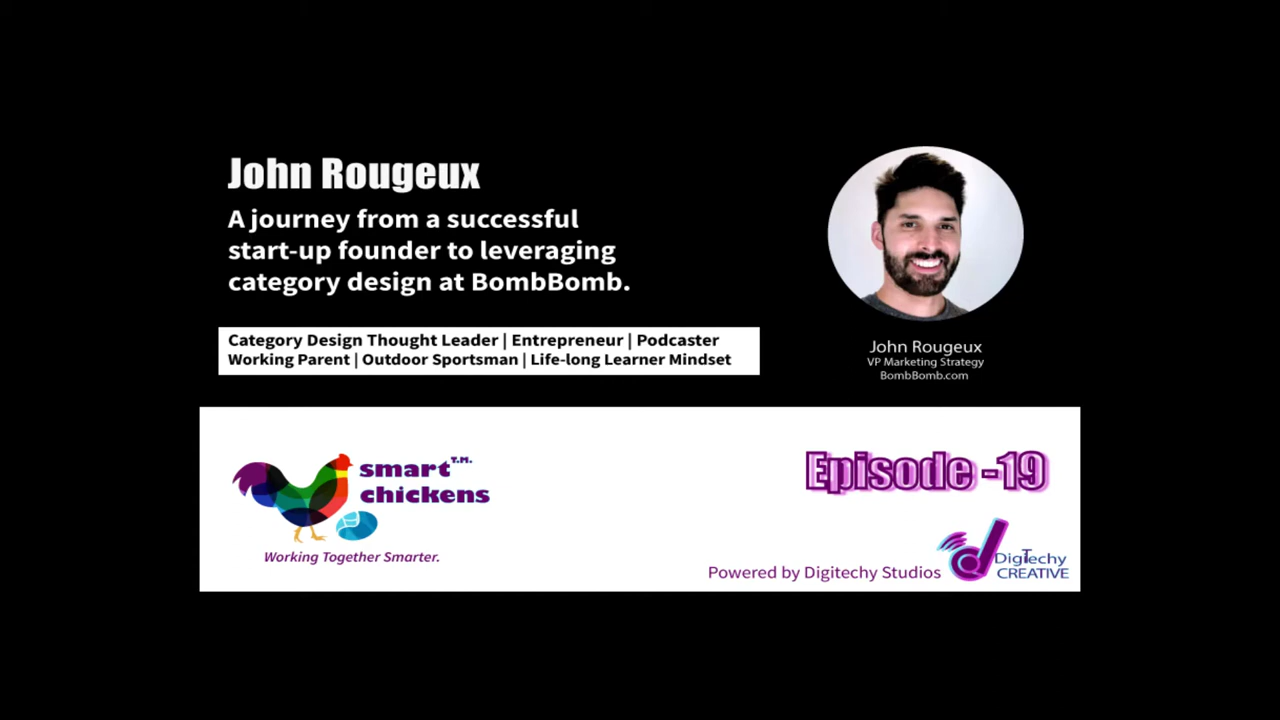 John Rougeux
A journey from a successful
start-up founder to leveraging
category design at BombBomb.
Category Design Thought Leader | Entrepreneur | Podcaster
Working Parent | Outdoor Sportsman | Life-long Learner Mindset
John Rougeux
VP Marketing Strategy
BombBomb.com
smart T.M.
chickens
Working Together Smarter.
Episode -19
Powered by Digitechy Studios
DigiTechy
CREATIVE